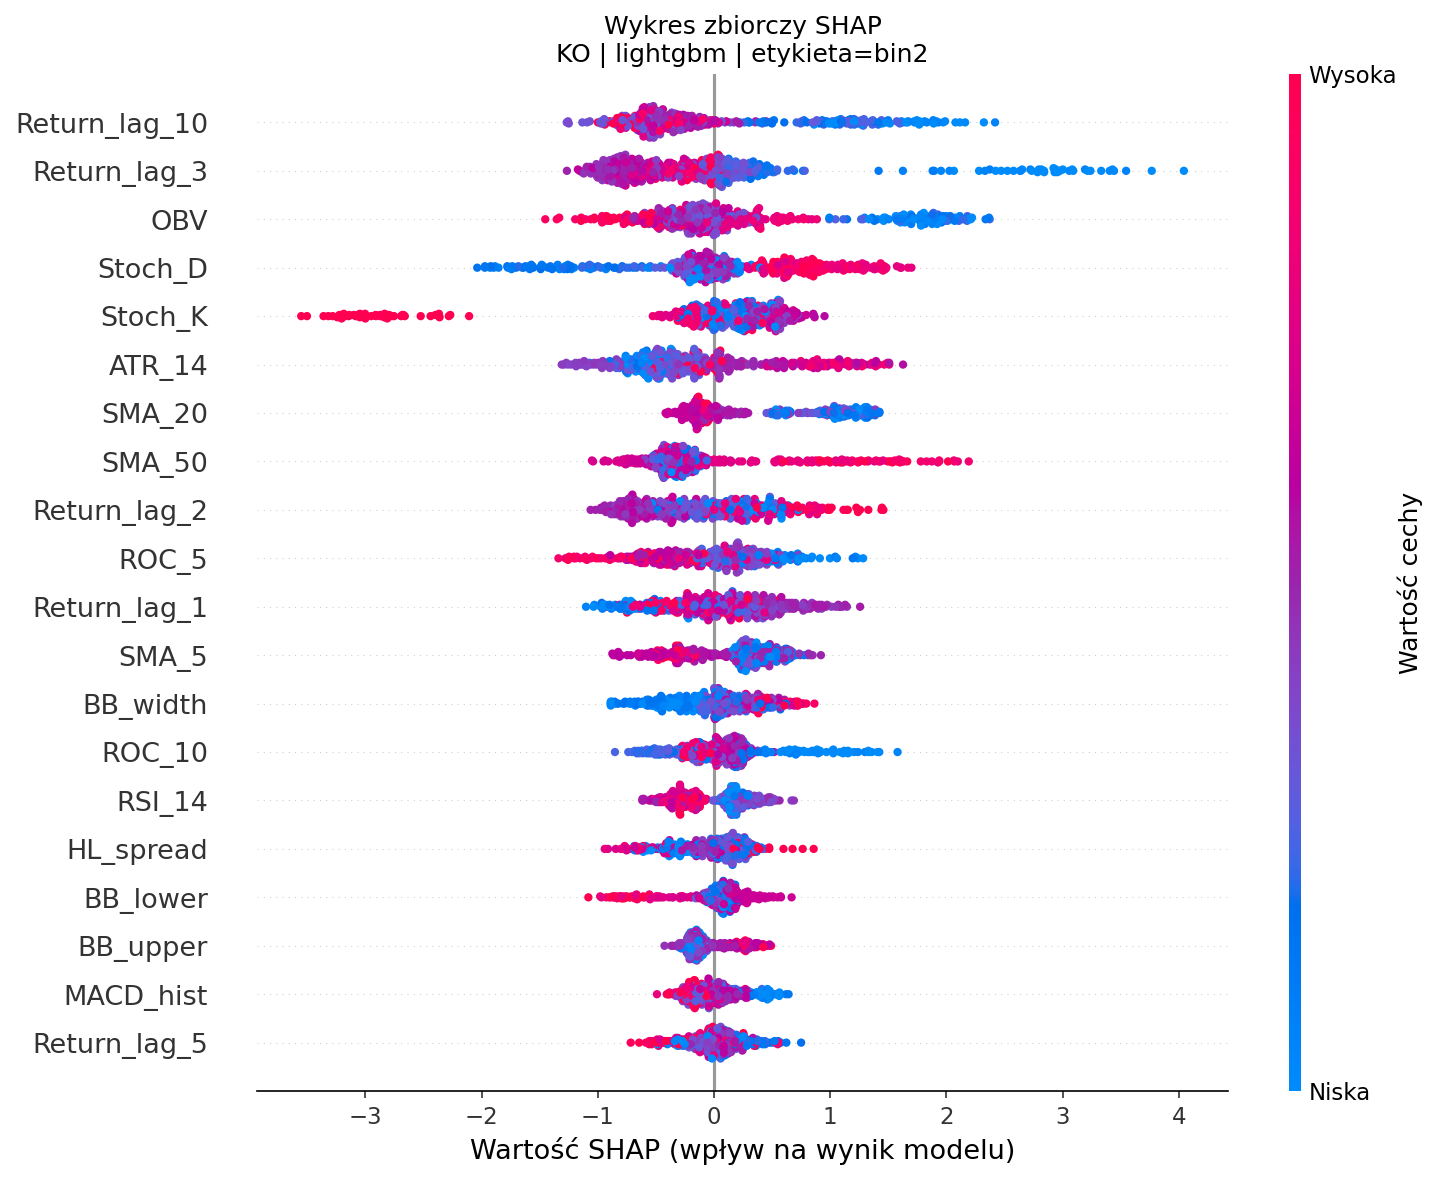 Wykres zbiorczy SHAP
KO | lightgbm | etykieta=bin2
Wysoka
Return_lag_10
Return_lag_3
OBV
Stoch_D
Stoch_K
ATR_14
SMA_20
SMA_50
Return_lag_2
ROC_5
Return_lag_1
SMA_5
BB_width
ROC_10
RSI_14
HL_spread
BB_lower
BB_upper
MACD_hist
Return_lag_5
Wartość cechy
Niska
−3 −2 −1 0 1 2 3 4
Wartość SHAP (wpływ na wynik modelu)